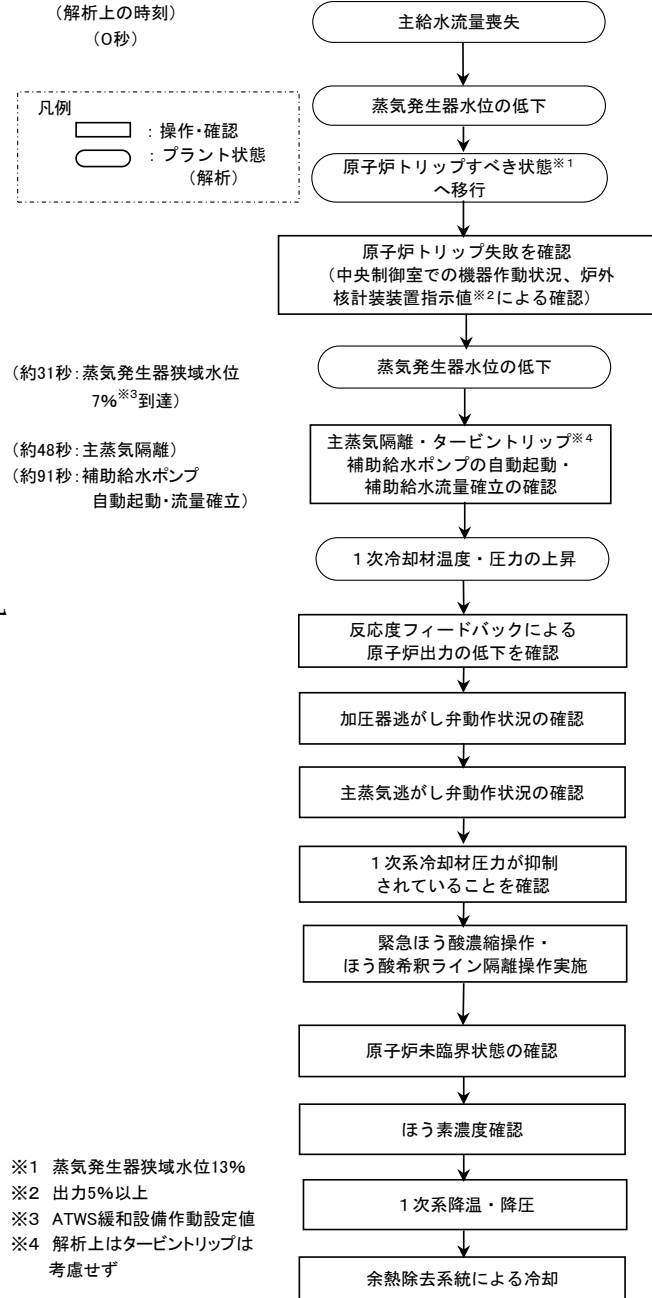 (解析上の時刻)
(0秒)
主給水流量喪失
蒸気発生器水位の低下
凡例
：操作・確認
：プラント状態
(解析)
原子炉トリップすべき状態※1
へ移行
原子炉トリップ失敗を確認
(中央制御室での機器作動状況、炉外
核計装装置指示値※2による確認)
蒸気発生器水位の低下
(約31秒：蒸気発生器狭域水位
7%※3到達)
(約48秒：主蒸気隔離)
(約91秒：補助給水ポンプ
自動起動・流量確立)
主蒸気隔離・タービントリップ※4
補助給水ポンプの自動起動・
補助給水流量確立の確認
1次冷却材温度・圧力の上昇
反応度フィードバックによる
原子炉出力の低下を確認
加圧器逃がし弁動作状況の確認
主蒸気逃がし弁動作状況の確認
1次系冷却材圧力が抑制
されていることを確認
緊急ほう酸濃縮操作・
ほう酸希釈ライン隔離操作実施
原子炉未臨界状態の確認
ほう素濃度確認
1次系降温・降圧
余熱除去系統による冷却
※1 蒸気発生器狭域水位13%
※2 出力5%以上
※3 ATWS緩和設備作動設定値
※4 解析上はタービントリップは
考慮せず